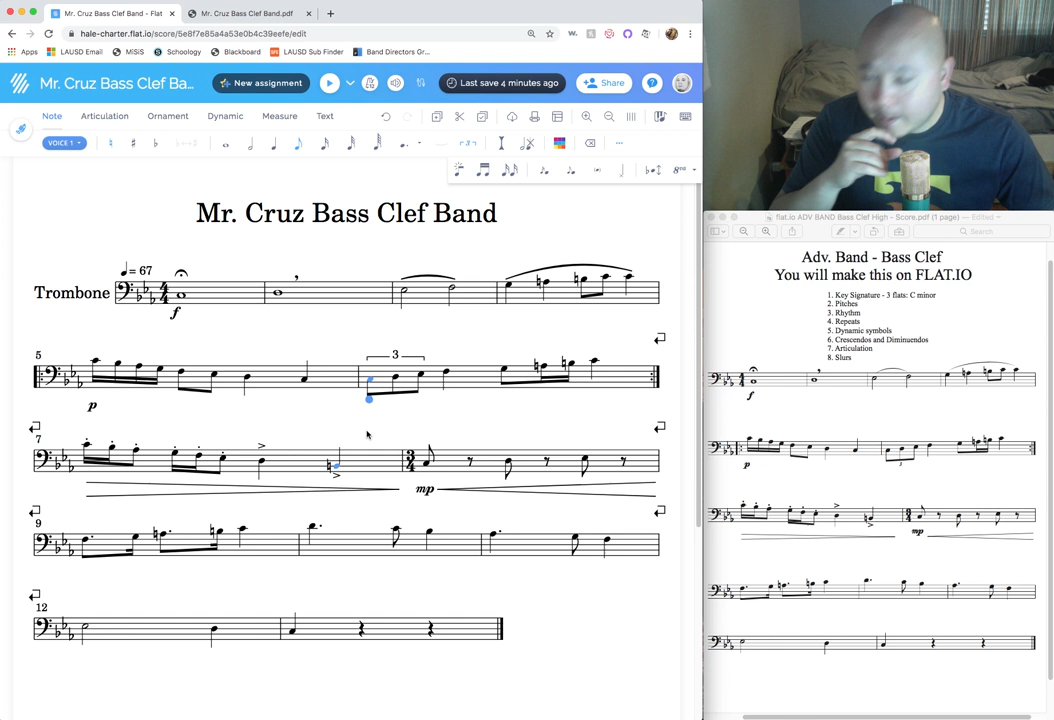 Mr. Cruz Bass Clef Band - Flat
Mr. Cruz Bass Clef Band.pdf
hale-charter.flat.io/score/5e8f7e85a4a53e0b4c39eefe/edit
Apps
LAUSD Email
MiSiS
Schoology
Blackboard
LAUSD Sub Finder
Band Directors Gr...
Mr. Cruz Bass Clef Ba...
New assignment
Last save 4 minutes ago
Share
Note
Articulation
Ornament
Dynamic
Measure
Text
VOICE 1
Mr. Cruz Bass Clef Band
= 67
Trombone
f
5
3
p
7
mp
9
12
flat.io ADV BAND Bass Clef High - Score.pdf (1 page) — Edited
Search
Adv. Band - Bass Clef
You will make this on FLAT.IO
1. Key Signature - 3 flats: C minor
2. Pitches
3. Rhythm
4. Repeats
5. Dynamic symbols
6. Crescendos and Diminuendos
7. Articulation
8. Slurs
f
p
3
mp